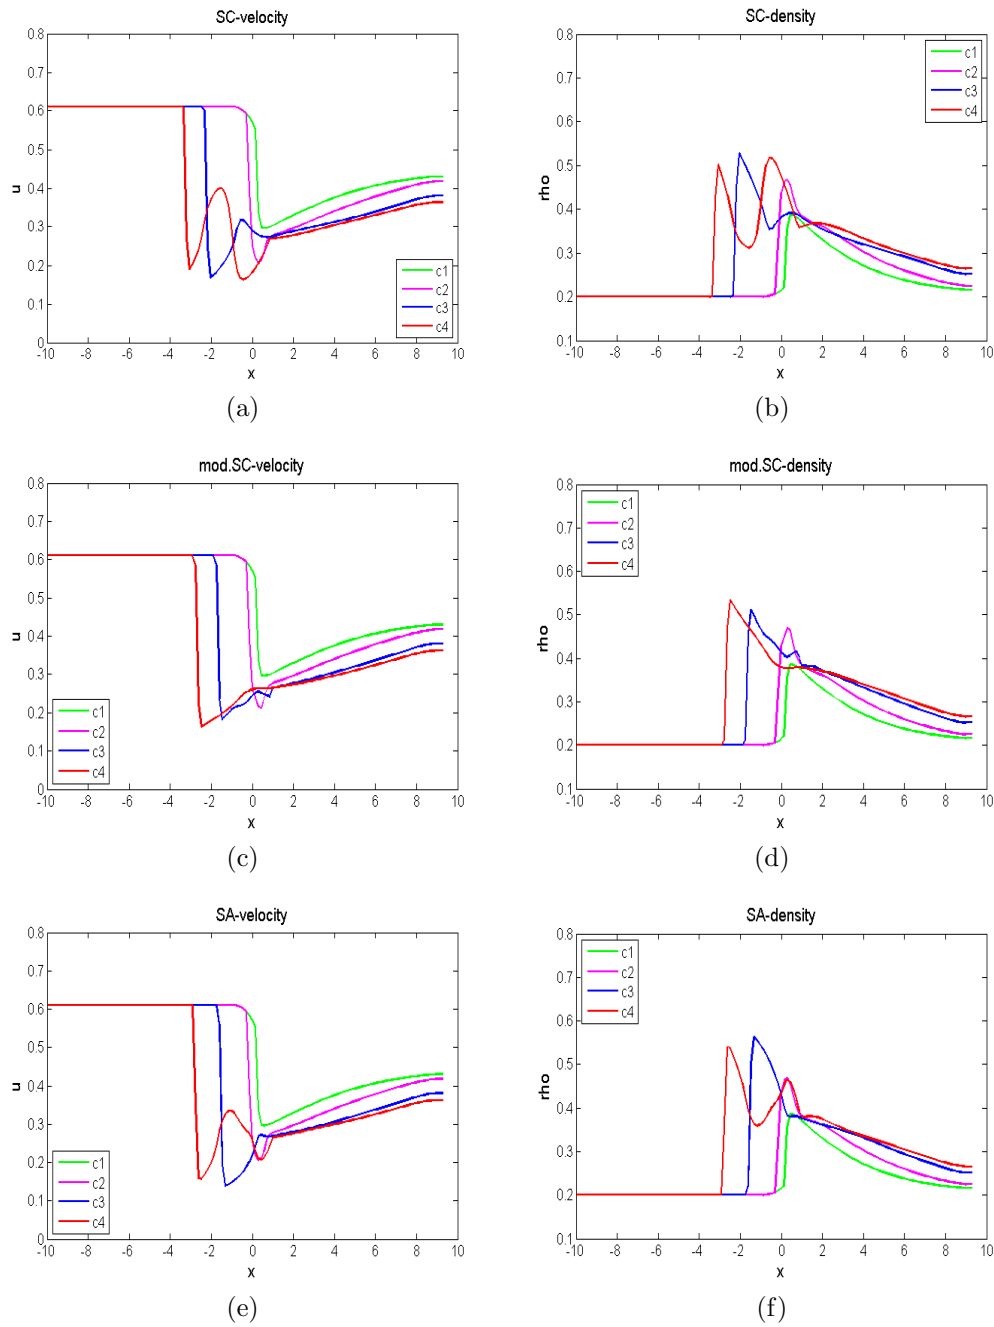 SC-velocity
0.8
0.7
0.6
0.5
0.4
0.3
0.2
0.1
0
u
-10 -8 -6 -4 -2 0 2 4 6 8 10
x
c1
c2
c3
c4
(a)
SC-density
0.8
0.7
0.6
0.5
0.4
0.3
0.2
0.1
rho
-10 -8 -6 -4 -2 0 2 4 6 8 10
x
c1
c2
c3
c4
(b)
mod.SC-velocity
0.8
0.7
0.6
0.5
0.4
0.3
0.2
0.1
0
u
-10 -8 -6 -4 -2 0 2 4 6 8 10
x
c1
c2
c3
c4
(c)
mod.SC-density
0.8
0.7
0.6
0.5
0.4
0.3
0.2
0.1
rho
-10 -8 -6 -4 -2 0 2 4 6 8 10
x
c1
c2
c3
c4
(d)
SA-velocity
0.8
0.7
0.6
0.5
0.4
0.3
0.2
0.1
0
u
-10 -8 -6 -4 -2 0 2 4 6 8 10
x
c1
c2
c3
c4
(e)
SA-density
0.8
0.7
0.6
0.5
0.4
0.3
0.2
0.1
rho
-10 -8 -6 -4 -2 0 2 4 6 8 10
x
c1
c2
c3
c4
(f)